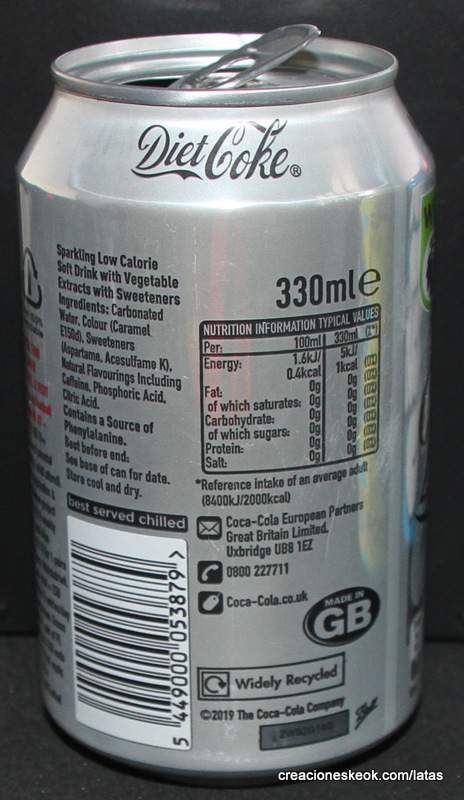 Diet Coke®
Sparkling Low Calorie
Soft Drink with Vegetable
Extracts with Sweeteners
Ingredients: Carbonated
Water, Colour (Caramel
E150d), Sweeteners
(Aspartame, Acesulfame K),
Natural Flavourings Including
Caffeine, Phosphoric Acid,
Citric Acid.
Contains a Source of
Phenylalanine.
Best before end:
See base of can for date.
Store cool and dry.
best served chilled
5 449000 053879 >
330ml e
NUTRITION INFORMATION TYPICAL VALUES
Per: 100ml 330ml (*)
Energy: 1.6kJ/ 5kJ/
0.4kcal 1kcal
Fat: 0g 0g
of which saturates: 0g 0g
Carbohydrate: 0g 0g
of which sugars: 0g 0g
Protein: 0g 0g
Salt: 0g 0g
*Reference intake of an average adult
(8400kJ/2000kcal)
Coca-Cola European Partners
Great Britain Limited,
Uxbridge UB8 1EZ
0800 227711
Coca-Cola.co.uk
MADE IN
GB
Widely Recycled
©2019 The Coca-Cola Company
Ball
creacioneskeok.com/latas